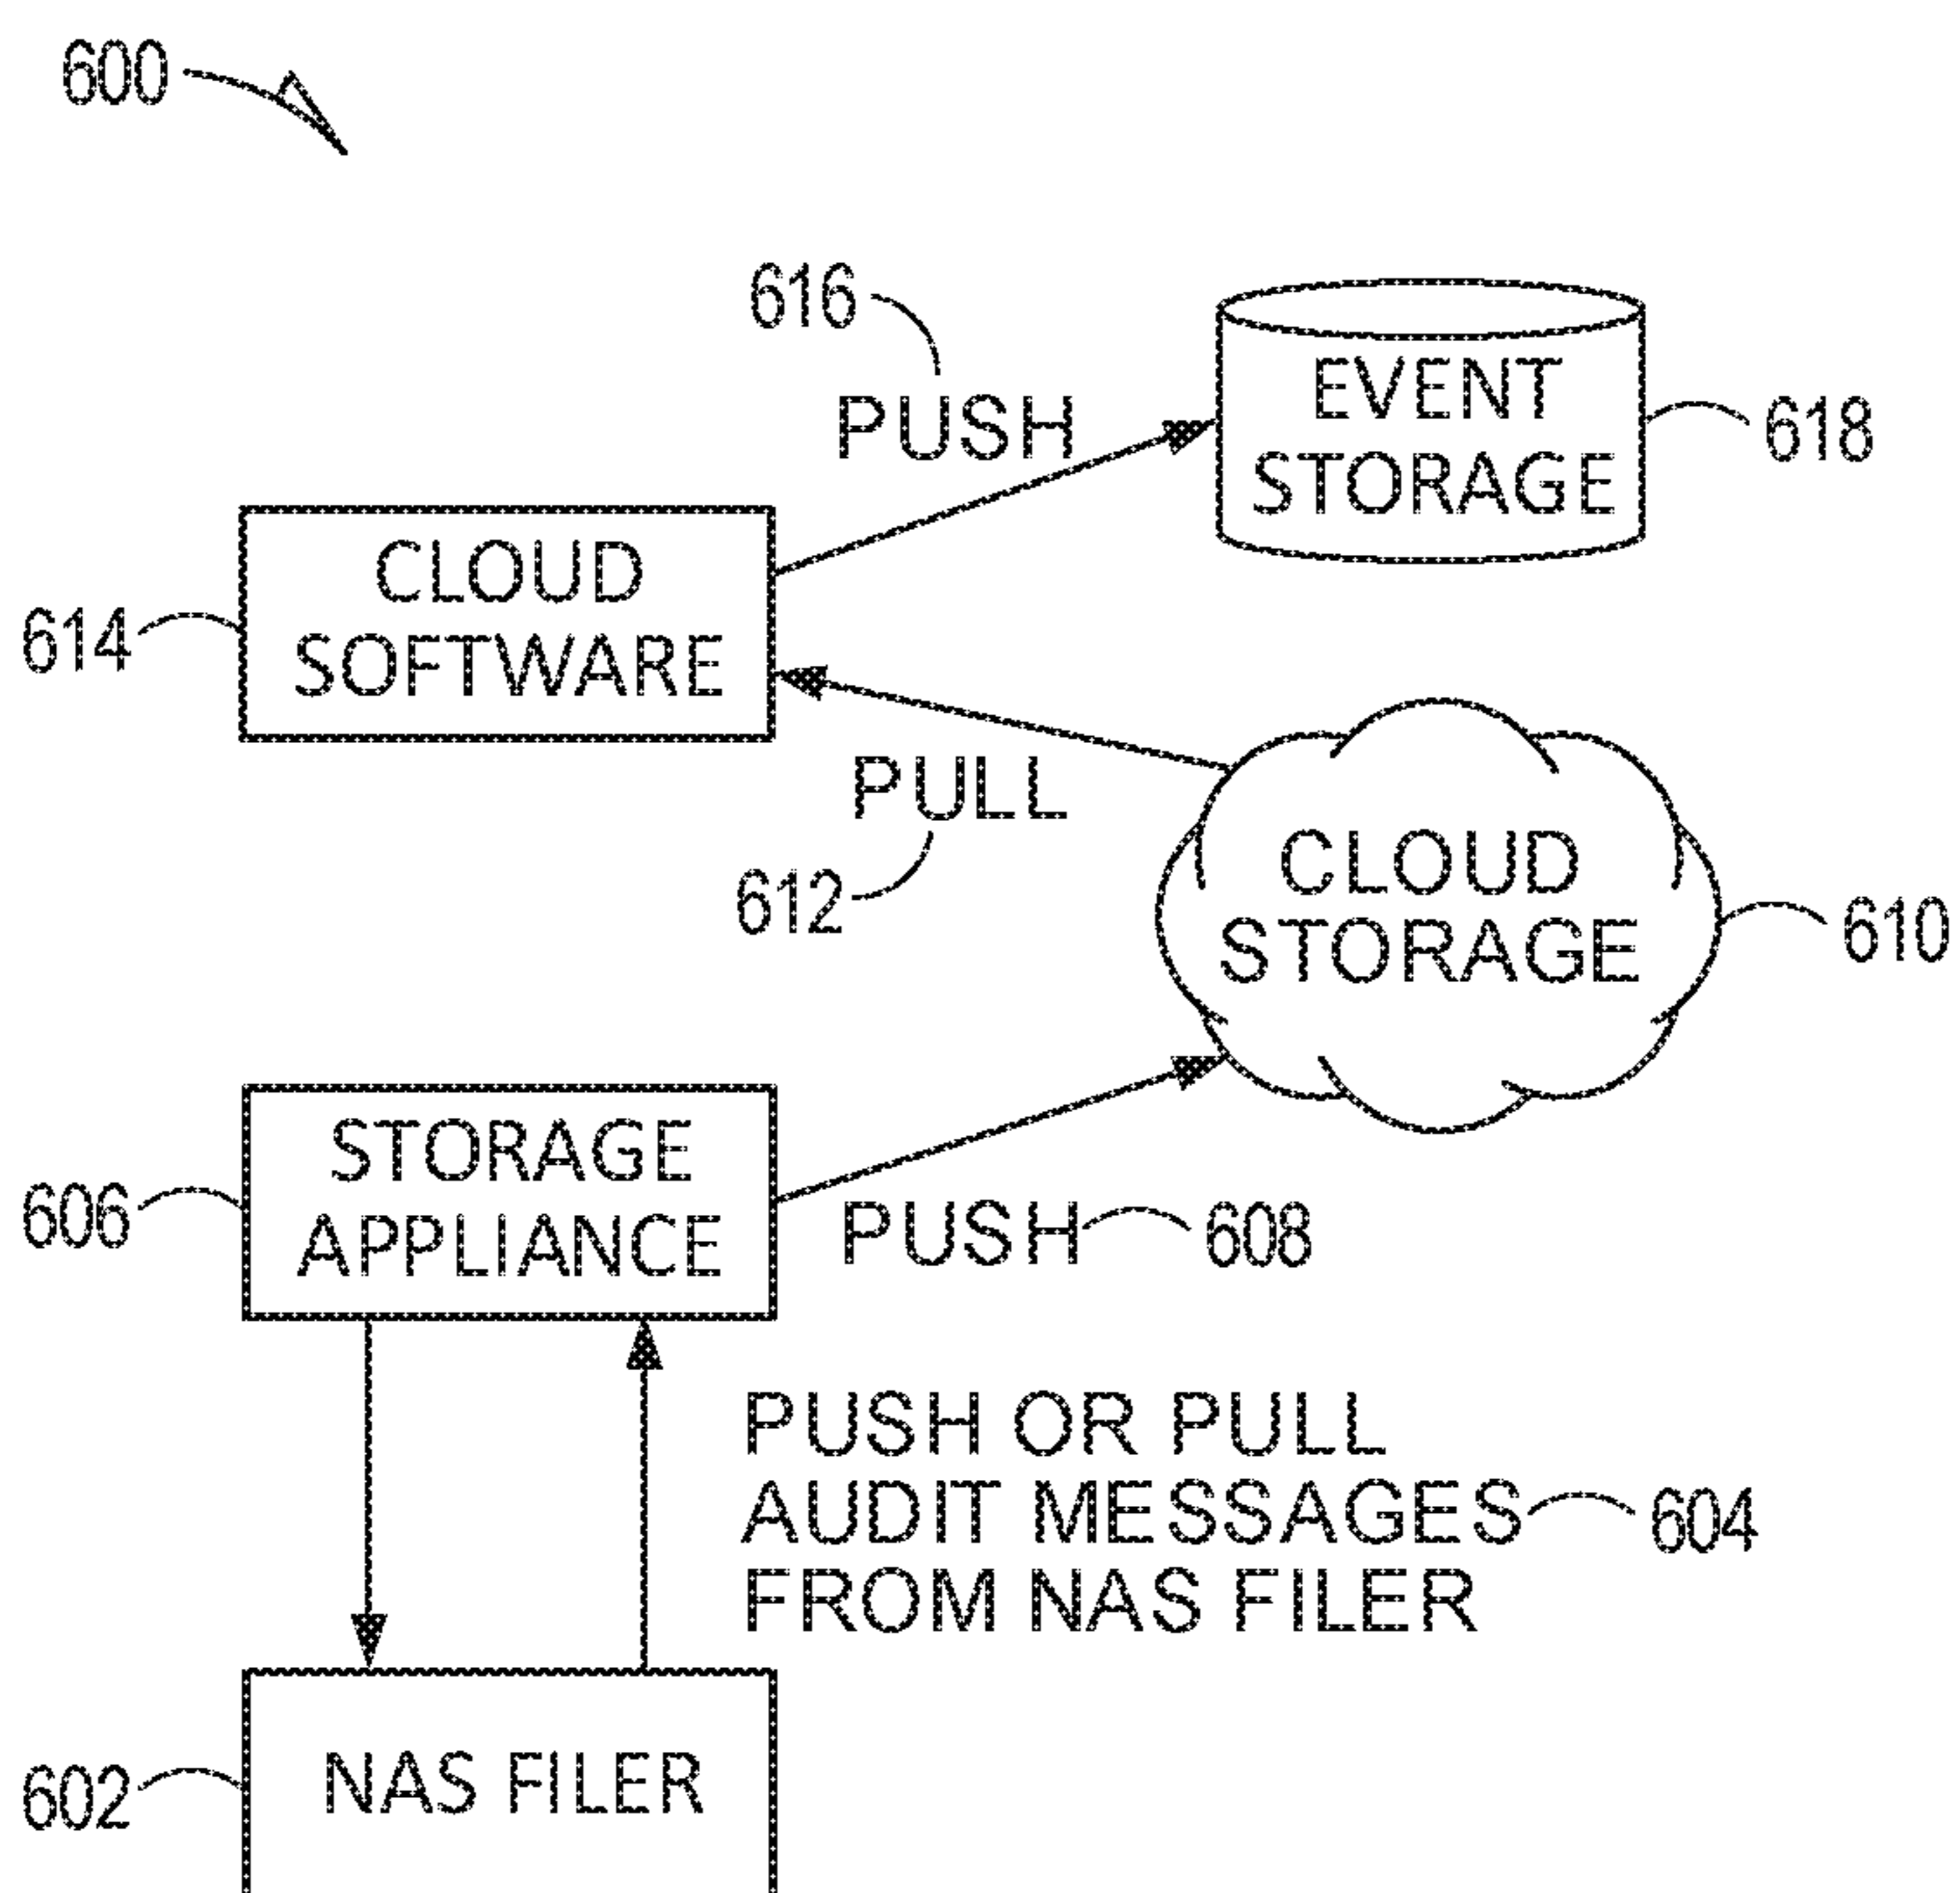 600
616
PUSH
EVENT
STORAGE
618
CLOUD
SOFTWARE
614
PULL
612
CLOUD
STORAGE
610
STORAGE
APPLIANCE
606
PUSH
608
PUSH OR PULL
AUDIT MESSAGES
FROM NAS FILER
604
NAS FILER
602